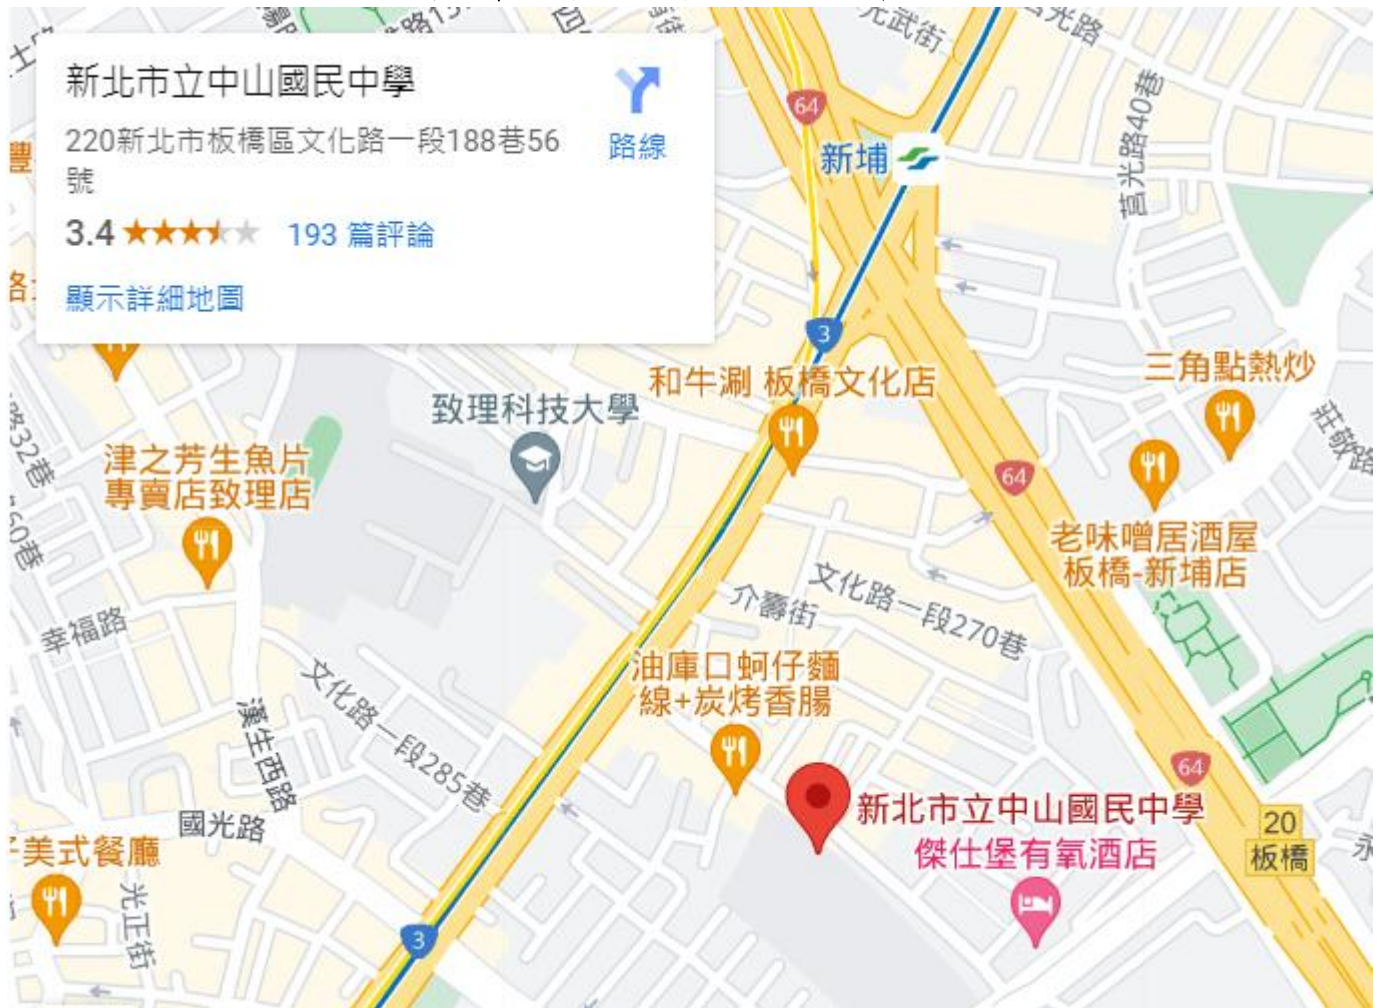 新北市立中山國民中學
220新北市板橋區文化路一段188巷56
號
3.4
193 篇評論
顯示詳細地圖
路線
元武街
莒光路40巷
64
新埔
3
和牛涮 板橋文化店
三角點熱炒
致理科技大學
莊敬路
津之芳生魚片
專賣店致理店
64
老味噌居酒屋
板橋-新埔店
介壽街
文化路一段270巷
幸福路
油庫口蚵仔麵
線+炭烤香腸
文化路一段285巷
漢生西路
64
新北市立中山國民中學
國光路
20
板橋
傑仕堡有氧酒店
美式餐廳
光正街
3